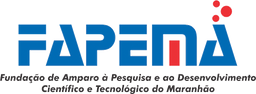 FAPEMA
Fundação de Amparo à Pesquisa e ao Desenvolvimento
Científico e Tecnológico do Maranhão